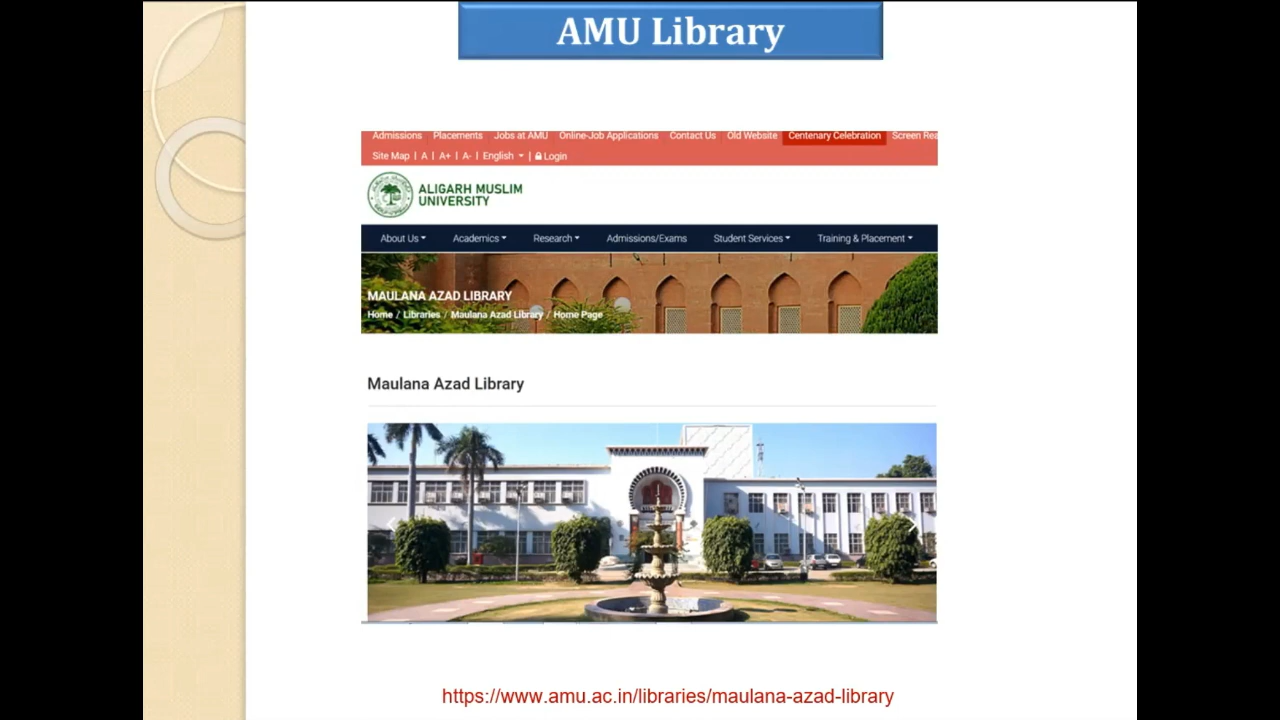 AMU Library
Admissions Placements Jobs at AMU Online-Job Applications Contact Us Old Website Centenary Celebration Screen Rea
Site Map | A | A+ | A- | English | Login
ALIGARH MUSLIM
UNIVERSITY
About Us Academics Research Admissions/Exams Student Services Training & Placement
MAULANA AZAD LIBRARY
Home / Libraries / Maulana Azad Library / Home Page
Maulana Azad Library
https://www.amu.ac.in/libraries/maulana-azad-library